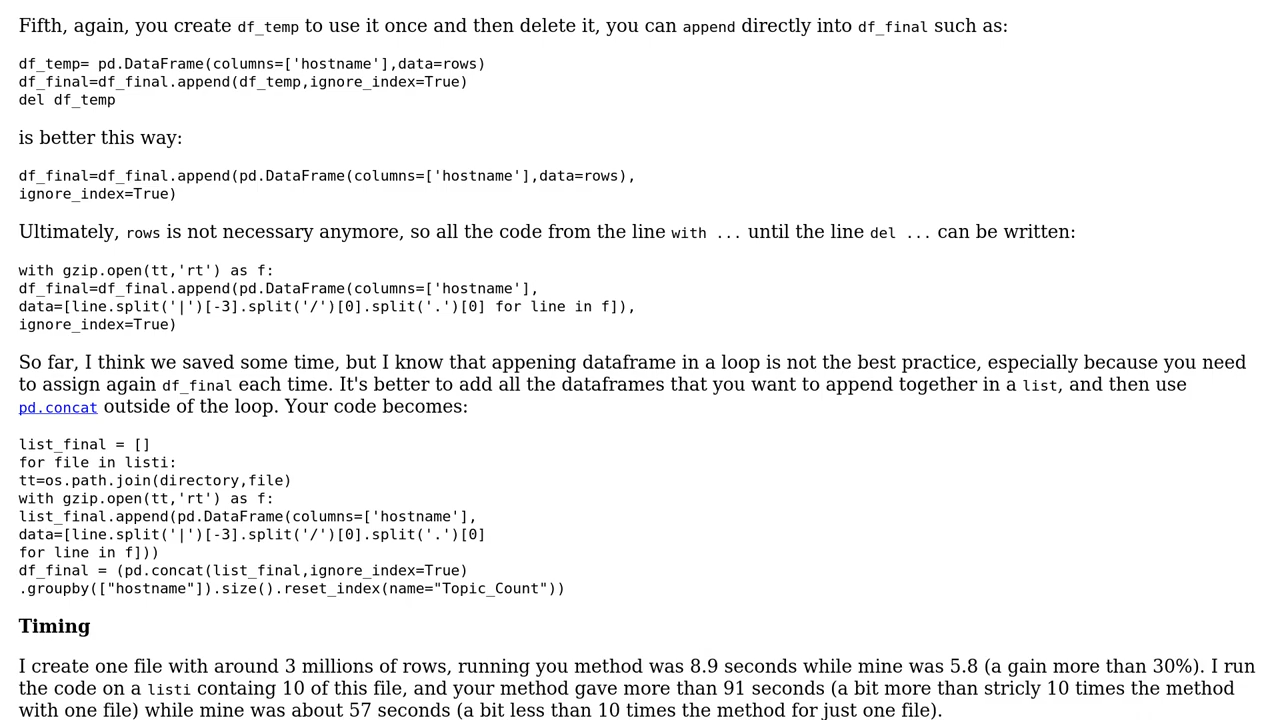 Fifth, again, you create df_temp to use it once and then delete it, you can append directly into df_final such as:
df_temp= pd.DataFrame(columns=['hostname'],data=rows)
df_final=df_final.append(df_temp,ignore_index=True)
del df_temp
is better this way:
df_final=df_final.append(pd.DataFrame(columns=['hostname'],data=rows),
ignore_index=True)
Ultimately, rows is not necessary anymore, so all the code from the line with ... until the line del ... can be written:
with gzip.open(tt,'rt') as f:
df_final=df_final.append(pd.DataFrame(columns=['hostname'],
data=[line.split('|')[-3].split('/')[0].split('.')[0] for line in f]),
ignore_index=True)
So far, I think we saved some time, but I know that appening dataframe in a loop is not the best practice, especially because you need
to assign again df_final each time. It's better to add all the dataframes that you want to append together in a list, and then use
pd.concat outside of the loop. Your code becomes:
list_final = []
for file in listi:
tt=os.path.join(directory,file)
with gzip.open(tt,'rt') as f:
list_final.append(pd.DataFrame(columns=['hostname'],
data=[line.split('|')[-3].split('/')[0].split('.')[0]
for line in f]))
df_final = (pd.concat(list_final,ignore_index=True)
.groupby(["hostname"]).size().reset_index(name="Topic_Count"))
Timing
I create one file with around 3 millions of rows, running you method was 8.9 seconds while mine was 5.8 (a gain more than 30%). I run
the code on a listi containg 10 of this file, and your method gave more than 91 seconds (a bit more than stricly 10 times the method
with one file) while mine was about 57 seconds (a bit less than 10 times the method for just one file).